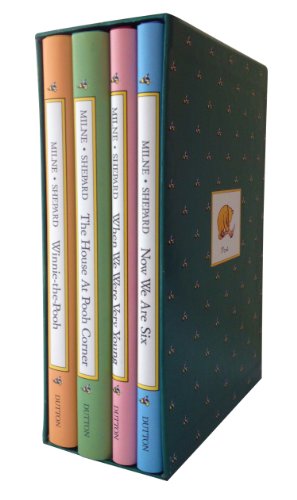 MILNE • SHEPARD Winnie-the-Pooh DUTTON
MILNE • SHEPARD The House At Pooh Corner DUTTON
MILNE • SHEPARD When We Were Very Young DUTTON
MILNE • SHEPARD Now We Are Six DUTTON
Pooh